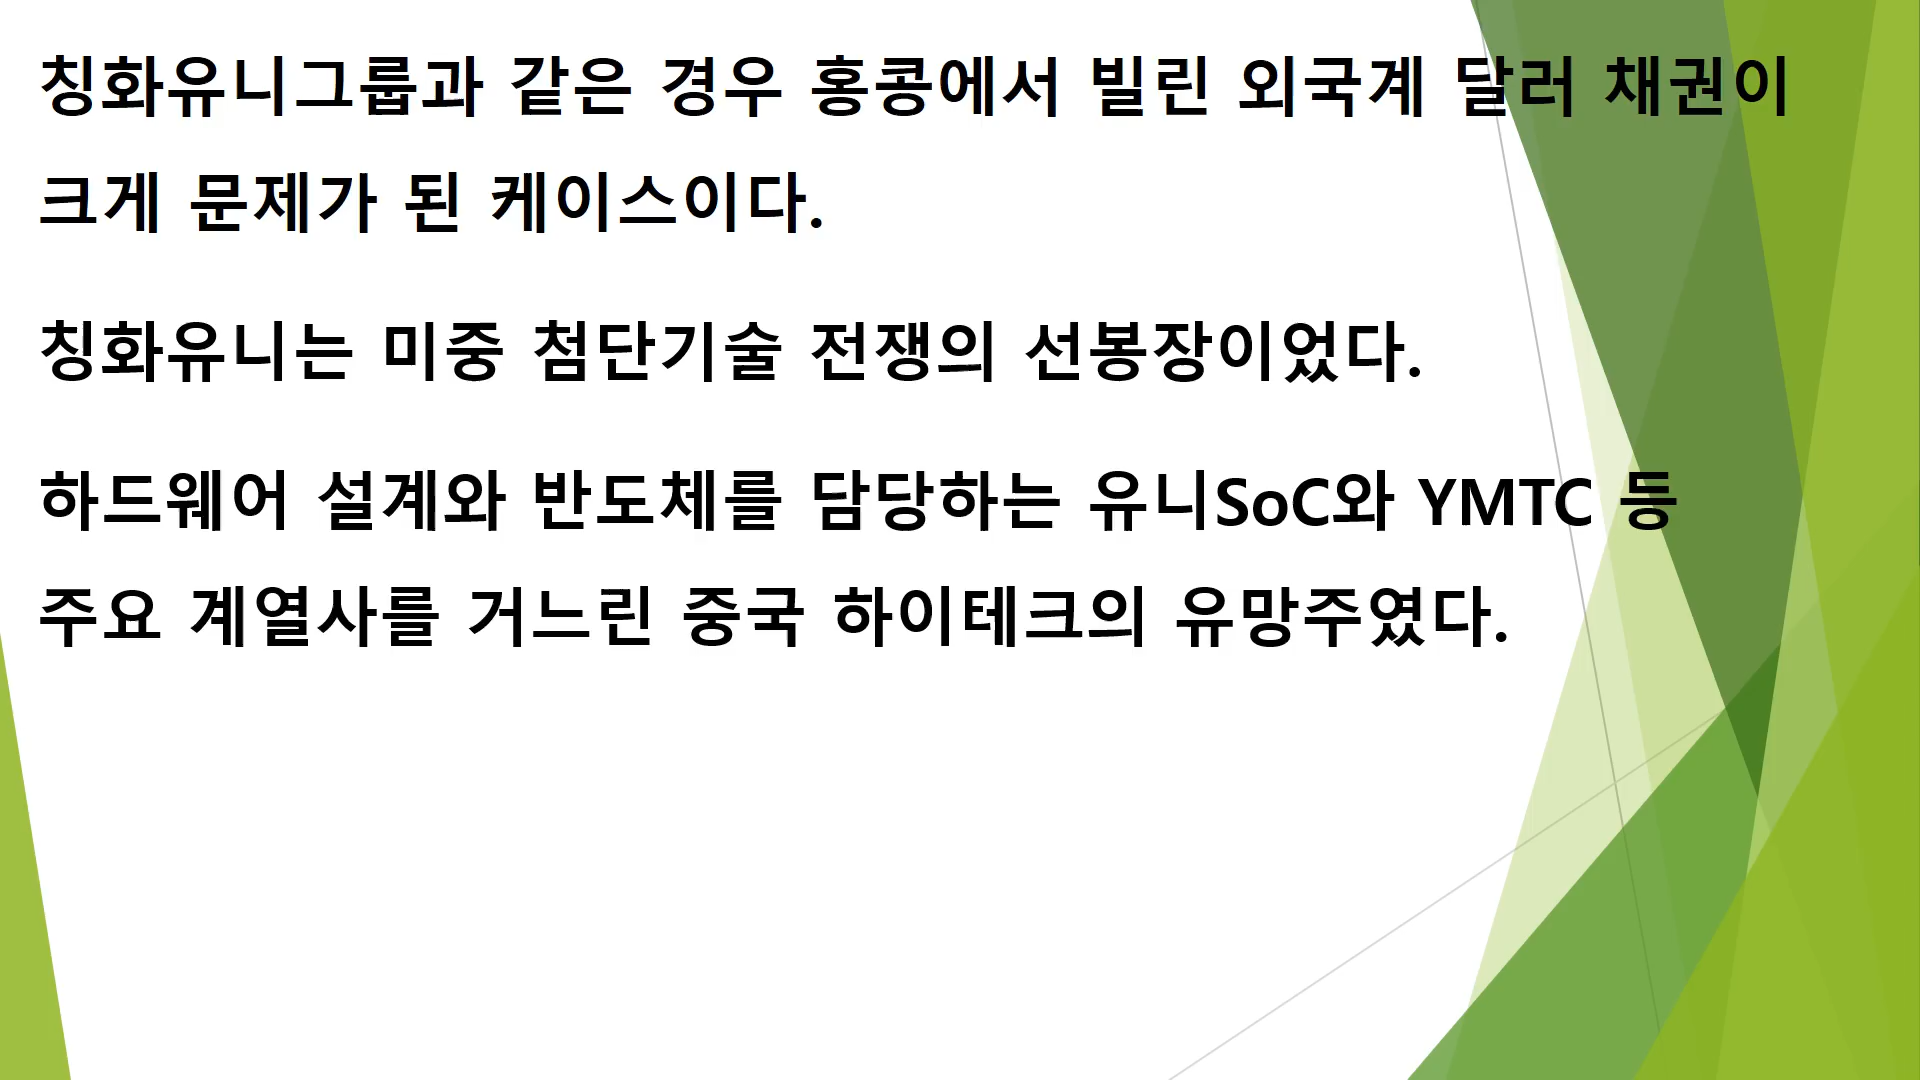 칭화유니그룹과 같은 경우 홍콩에서 빌린 외국계 달러 채권이
크게 문제가 된 케이스이다.
칭화유니는 미중 첨단기술 전쟁의 선봉장이었다.
하드웨어 설계와 반도체를 담당하는 유니SoC와 YMTC 등
주요 계열사를 거느린 중국 하이테크의 유망주였다.